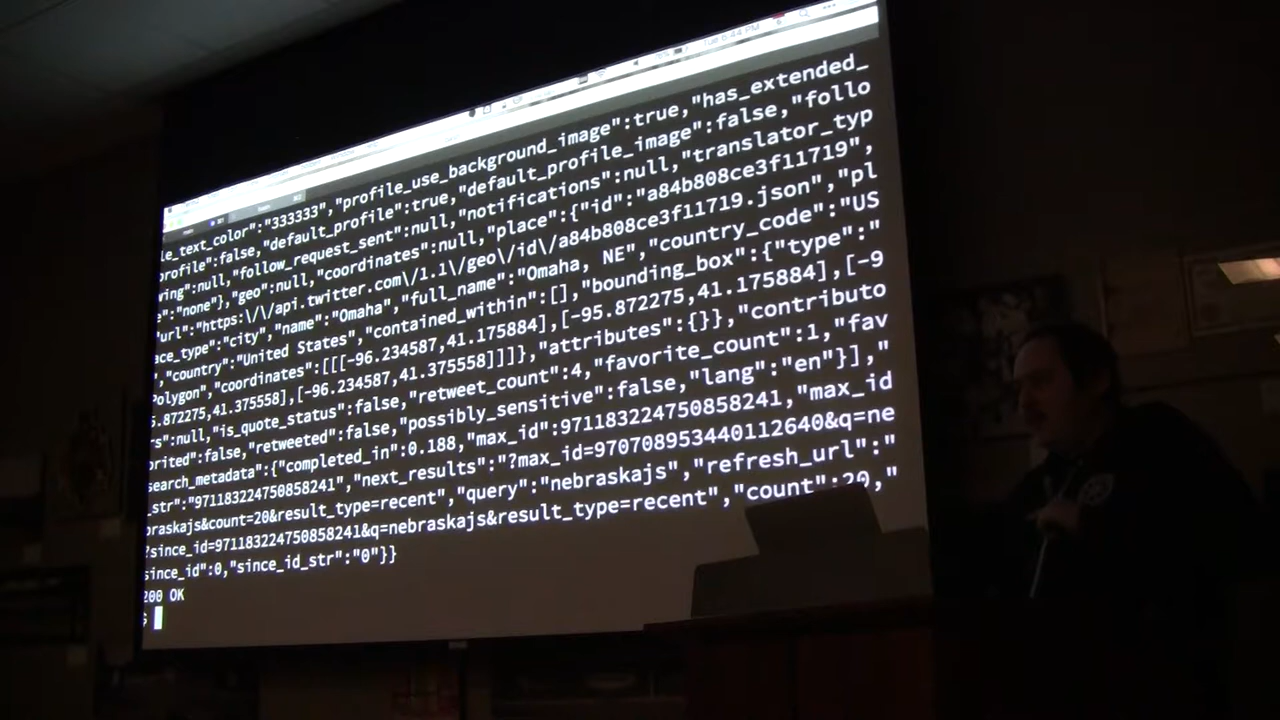 Tue 6:44 PM
le_text_color":"333333","profile_use_background_image":true,"has_extended_
profile":false,"default_profile":true,"default_profile_image":false,"follo
wing":null,"follow_request_sent":null,"notifications":null,"translator_typ
e":"none"},"geo":null,"coordinates":null,"place":{"id":"a84b808ce3f11719",
"url":"https:\/\/api.twitter.com\/1.1\/geo\/id\/a84b808ce3f11719.json","pl
ace_type":"city","name":"Omaha","full_name":"Omaha, NE","country_code":"US
","country":"United States","contained_within":[],"bounding_box":{"type":"
Polygon","coordinates":[[[-96.234587,41.175884],[-95.872275,41.175884],[-9
5.872275,41.375558],[-96.234587,41.375558]]]},"attributes":{}},"contributo
rs":null,"is_quote_status":false,"retweet_count":4,"favorite_count":1,"fav
orited":false,"retweeted":false,"possibly_sensitive":false,"lang":"en"}],"
search_metadata":{"completed_in":0.188,"max_id":971183224750858241,"max_id
_str":"971183224750858241","next_results":"?max_id=970708953440112640&q=ne
braskajs&count=20&result_type=recent","query":"nebraskajs","refresh_url":"
?since_id=971183224750858241&q=nebraskajs&result_type=recent","count":20,"
since_id":0,"since_id_str":"0"}}
200 OK
$